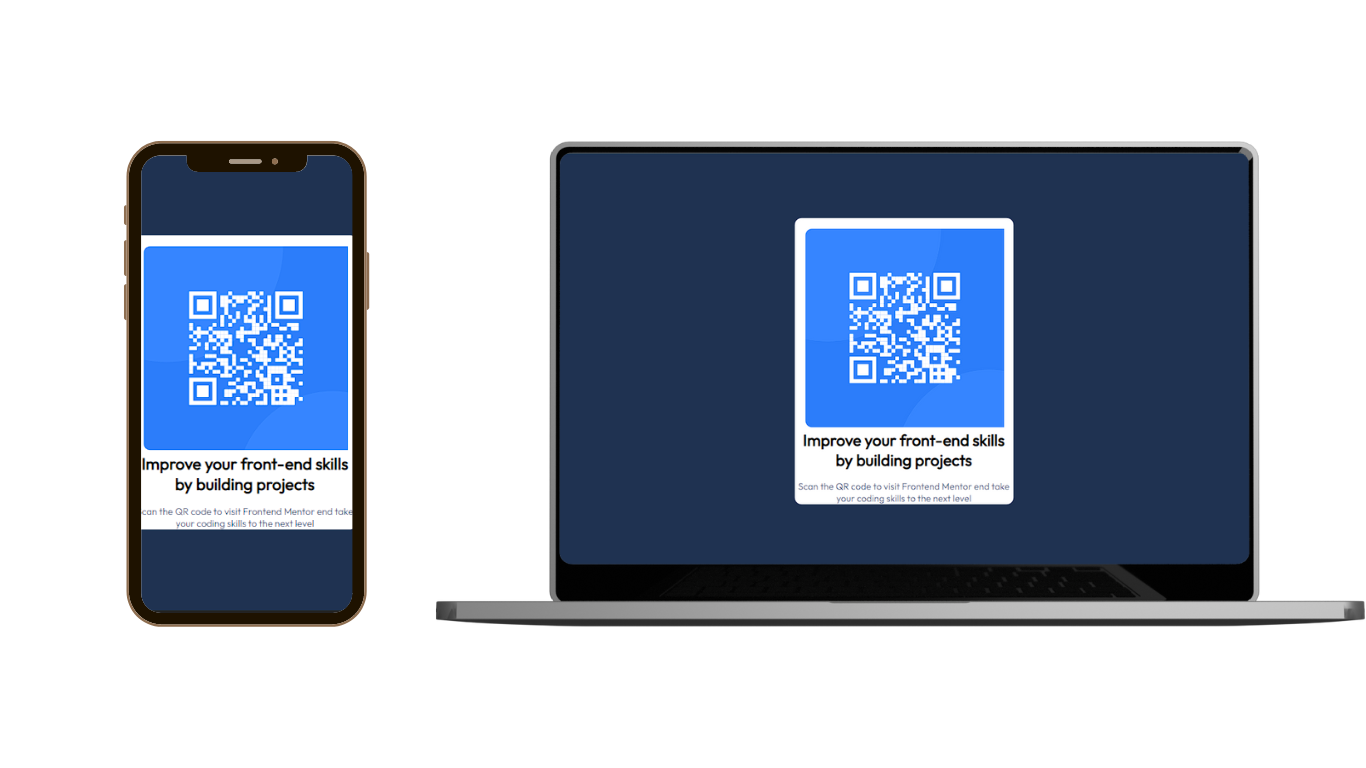 Improve your front-end skills
by building projects
can the QR code to visit Frontend Mentor end take
your coding skills to the next level
Improve your front-end skills
by building projects
Scan the QR code to visit Frontend Mentor end take
your coding skills to the next level